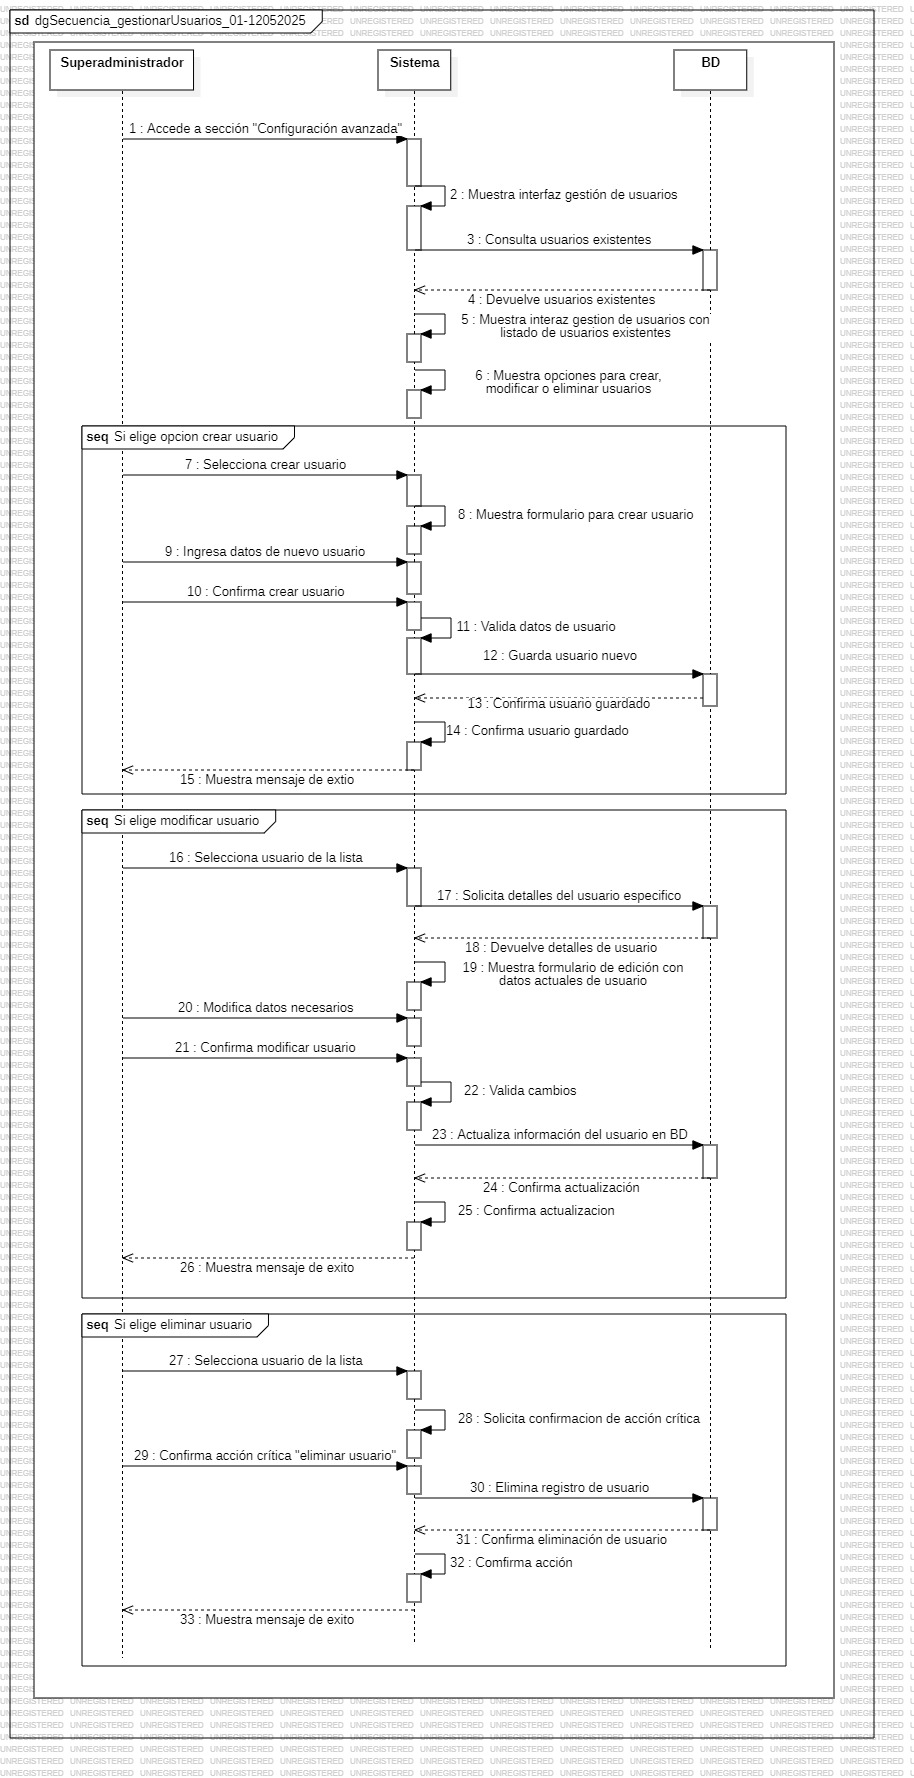 sd dgSecuencia_gestionarUsuarios_01-12052025
Superadministrador
Sistema
BD
1 : Accede a sección "Configuración avanzada"
2 : Muestra interfaz gestión de usuarios
3 : Consulta usuarios existentes
4 : Devuelve usuarios existentes
5 : Muestra interaz gestion de usuarios con
listado de usuarios existentes
6 : Muestra opciones para crear,
modificar o eliminar usuarios
seq Si elige opcion crear usuario
7 : Selecciona crear usuario
8 : Muestra formulario para crear usuario
9 : Ingresa datos de nuevo usuario
10 : Confirma crear usuario
11 : Valida datos de usuario
12 : Guarda usuario nuevo
13 : Confirma usuario guardado
14 : Confirma usuario guardado
15 : Muestra mensaje de extio
seq Si elige modificar usuario
16 : Selecciona usuario de la lista
17 : Solicita detalles del usuario especifico
18 : Devuelve detalles de usuario
19 : Muestra formulario de edición con
datos actuales de usuario
20 : Modifica datos necesarios
21 : Confirma modificar usuario
22 : Valida cambios
23 : Actualiza información del usuario en BD
24 : Confirma actualización
25 : Confirma actualizacion
26 : Muestra mensaje de exito
seq Si elige eliminar usuario
27 : Selecciona usuario de la lista
28 : Solicita confirmacion de acción crítica
29 : Confirma acción crítica "eliminar usuario"
30 : Elimina registro de usuario
31 : Confirma eliminación de usuario
32 : Comfirma acción
33 : Muestra mensaje de exito
UNREGISTERED